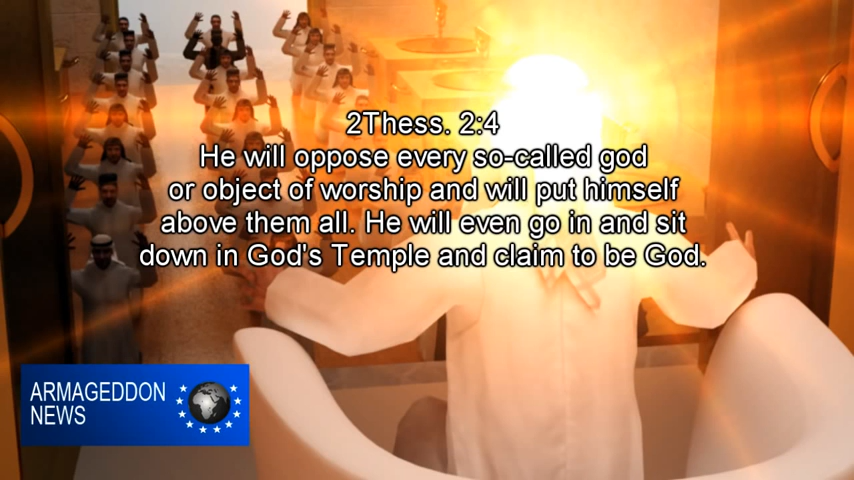 2Thess. 2:4
He will oppose every so-called god
or object of worship and will put himself
above them all. He will even go in and sit
down in God's Temple and claim to be God.
ARMAGEDDON
NEWS